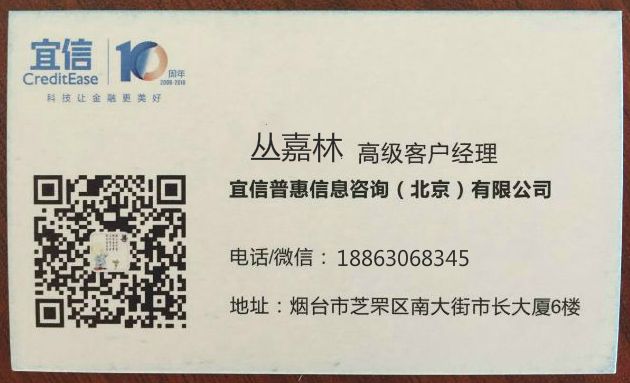 宜信
CreditEase
10
周年
2006-2016
科技让金融更美好
丛嘉林 高级客户经理
宜信普惠信息咨询（北京）有限公司
电话/微信：18863068345
地址：烟台市芝罘区南大街市长大厦6楼